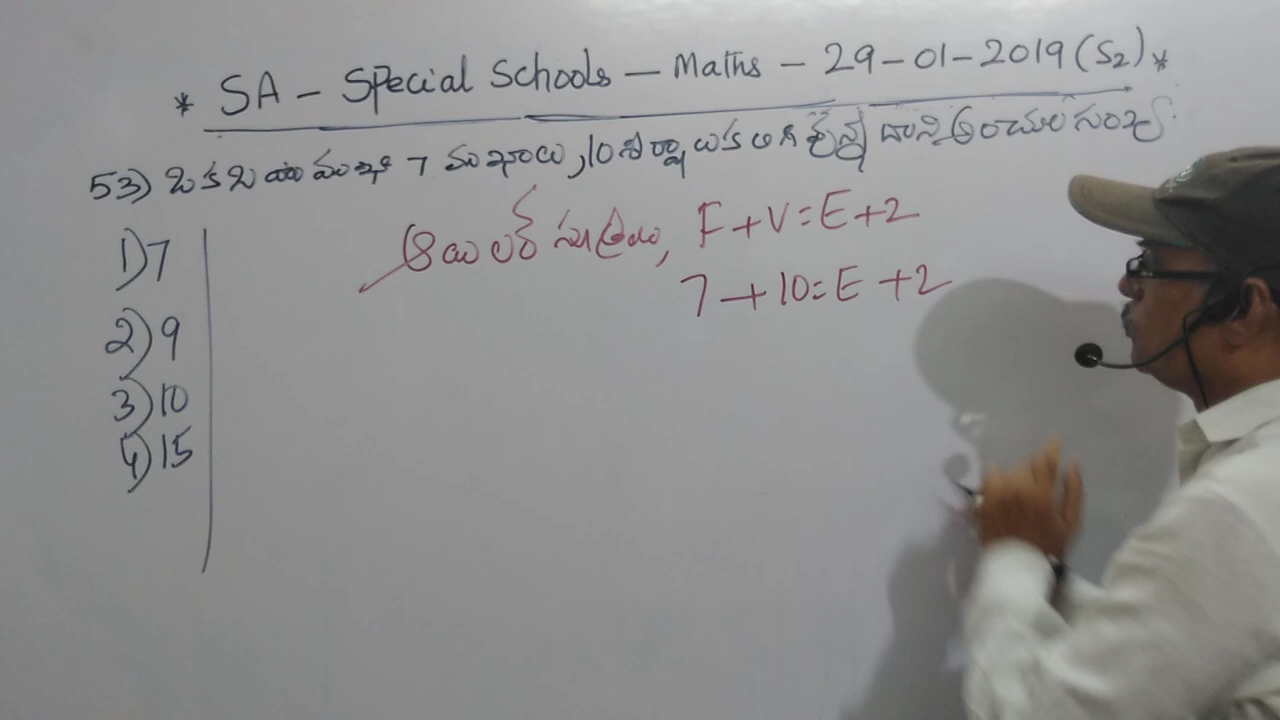 * SA - Special Schools - Maths - 29-01-2019 (S2) *
53) ఒక బహుముఖి 7 ముఖాలు, 10 శీర్షాలు కలిగి వున్న దాని అంచుల సంఖ్య
ఆయిలర్ సూత్రం, F+V=E+2
7+10=E+2
1) 7
2) 9
3) 10
4) 15